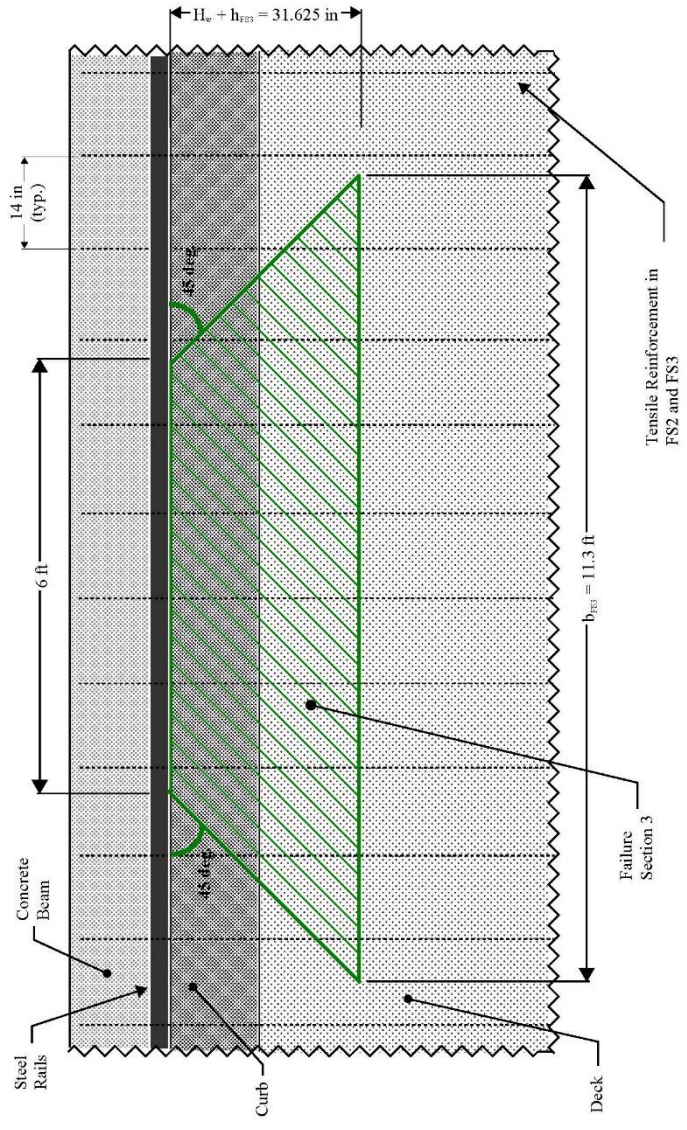 H_w + h_FS3 = 31.625 in
14 in
(typ.)
6 ft
45 deg.
45 deg.
Concrete
Beam
Steel
Rails
Curb
Deck
Failure
Section 3
b_FS3 = 11.3 ft
Tensile Reinforcement in
FS2 and FS3